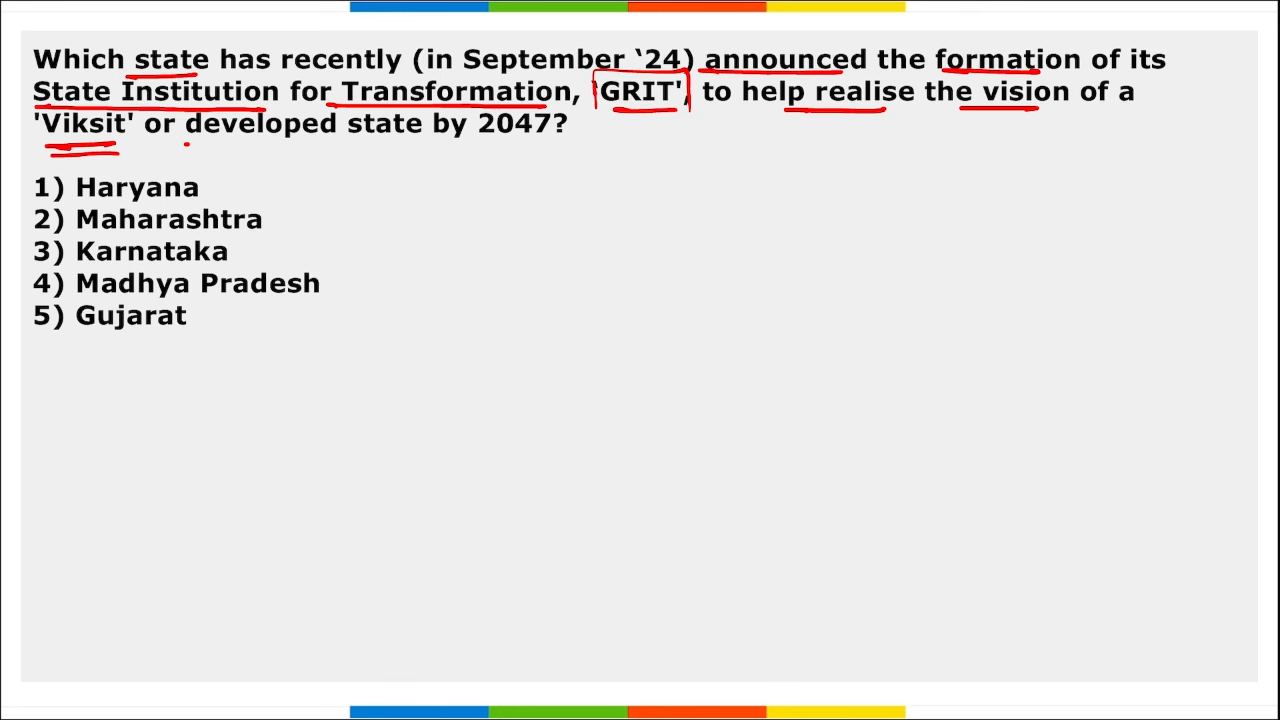 Which state has recently (in September ‘24) announced the formation of its
State Institution for Transformation, 'GRIT', to help realise the vision of a
'Viksit' or developed state by 2047?
1) Haryana
2) Maharashtra
3) Karnataka
4) Madhya Pradesh
5) Gujarat